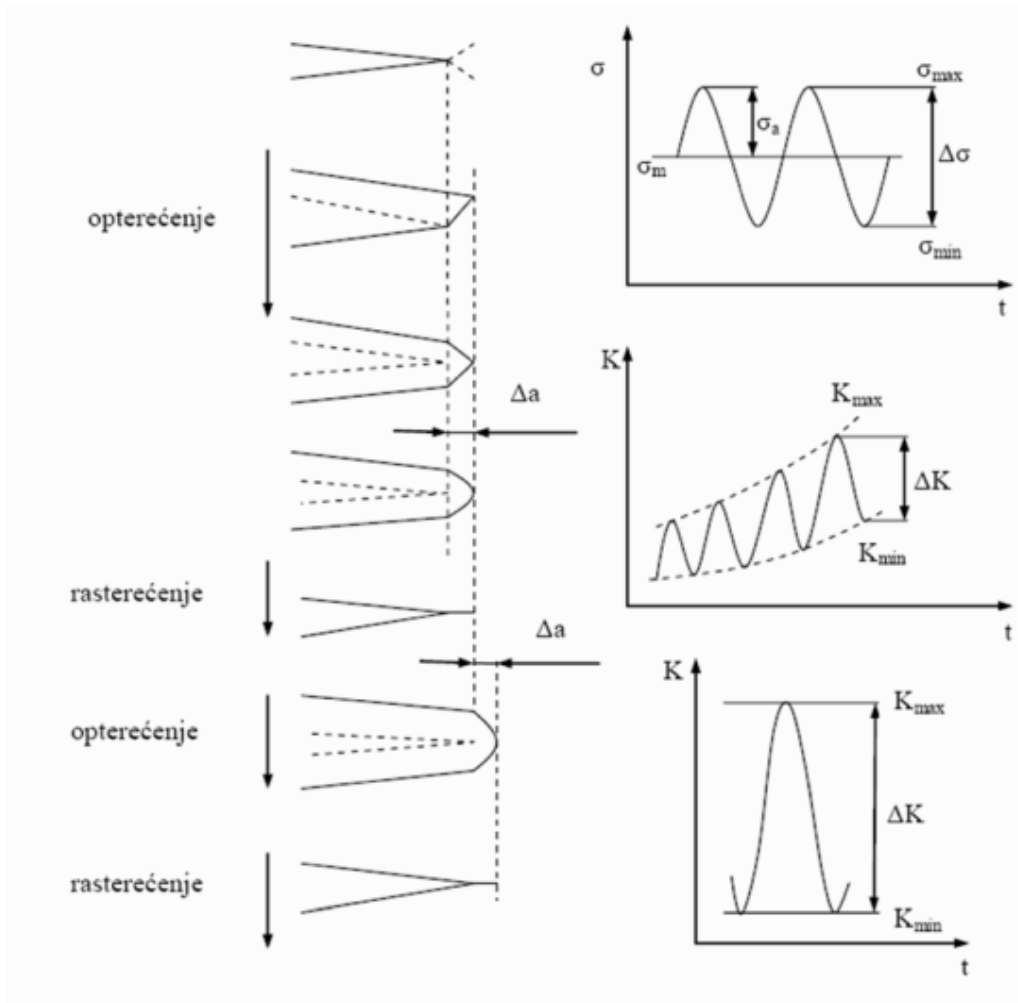 opterećenje
Δa
rasterećenje
Δa
opterećenje
rasterećenje
σ
σmax
σa
σm
Δσ
σmin
t
K
Kmax
ΔK
Kmin
t
K
Kmax
ΔK
Kmin
t